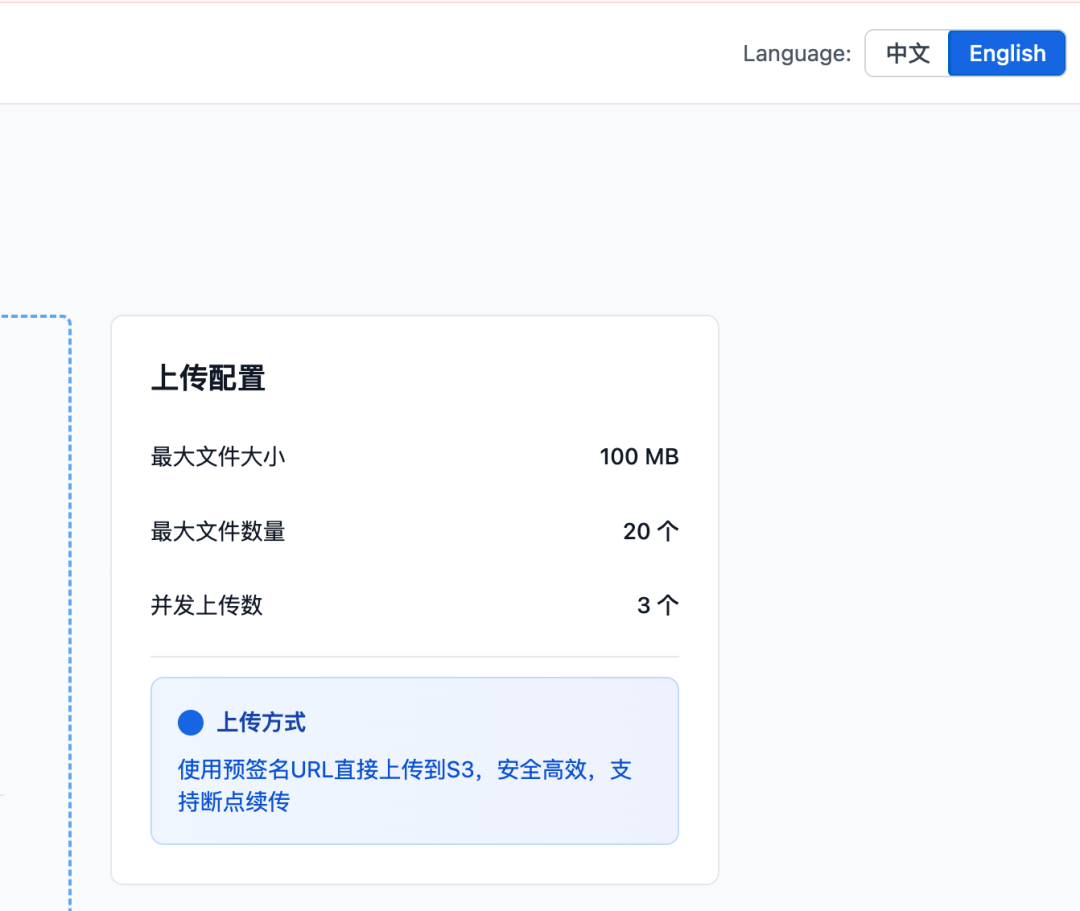 Language: 中文 English
上传配置
最大文件大小 100 MB
最大文件数量 20 个
并发上传数 3 个
上传方式
使用预签名URL直接上传到S3，安全高效，支
持断点续传